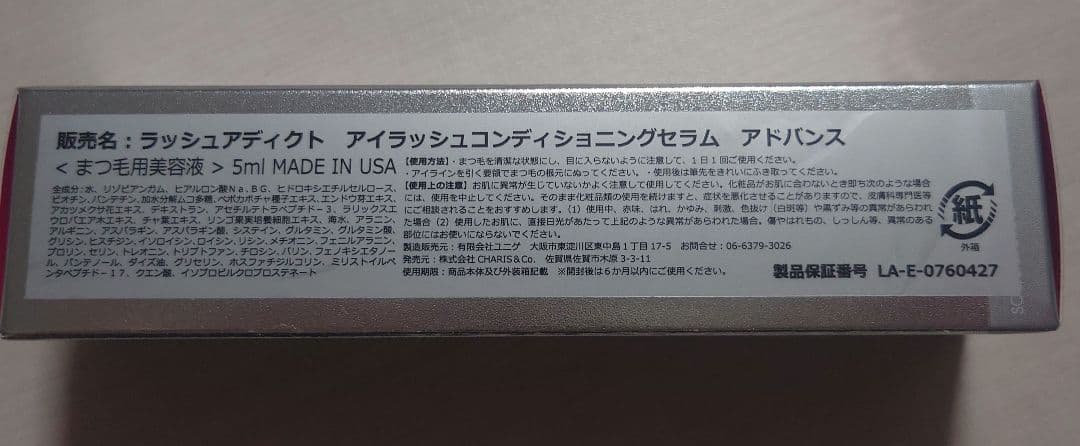 販売名：ラッシュアディクト　アイラッシュコンディショニングセラム　アドバンス
＜まつ毛用美容液＞5ml MADE IN USA
全成分：水、リゾビアンガム、ヒアルロン酸Na、BG、ヒドロキシエチルセルロース、
ビオチン、パンテチン、加水分解ムコ多糖、ペポカボチャ種子エキス、エンドウ芽エキス、
アカツメクサ花エキス、デキストラン、アセチルテトラペプチド－3、ラリックスエ
ウロパエア木エキス、チャ葉エキス、リンゴ果実培養細胞エキス、海水、アラニン、
アルギニン、アスパラギン、アスパラギン酸、システイン、グルタミン、グルタミン酸、
グリシン、ヒスチジン、イソロイシン、ロイシン、リシン、メチオニン、フェニルアラニン、
プロリン、セリン、トレオニン、トリプトファン、チロシン、バリン、フェノキシエタノー
ル、パンテノール、ダイズ油、グリセリン、ホスファチジルコリン、ミリストイルペ
ンタペプチド－17、クエン酸、イソプロピルクロプロステネート
【使用方法】・まつ毛を清潔な状態にし、目に入らないように注意して、1日1回ご使用ください。
・アイラインを引く要領でまつ毛の根元にぬってください。・使用後は筆先をきれいにふき取ってください。
【使用上の注意】お肌に異常が生じていないかよく注意して使用してください。化粧品がお肌に合わないとき即ち次のような場合
には、使用を中止してください。そのまま化粧品類の使用を続けますと、症状を悪化させることがありますので、皮膚科専門医等
にご相談されることをおすすめします。（1）使用中、赤味、はれ、かゆみ、刺激、色抜け（白斑等）や黒ずみ等の異常があらわれ
た場合（2）使用したお肌に、直接日光があたって上記のような異常があらわれた場合。傷やはれもの、しっしん等、異常のある
部位にはお使いにならないでください。
製造販売元：有限会社ユニゲ　大阪市東淀川区東中島1丁目17-5　お問合せ：06-6379-3026
発売元：株式会社 CHARIS＆Co.　佐賀県佐賀市木原 3-3-11
使用期限：商品本体及び外装箱記載　※開封後は6か月以内にご使用ください。
紙
外箱
製品保証番号　LA-E-0760427